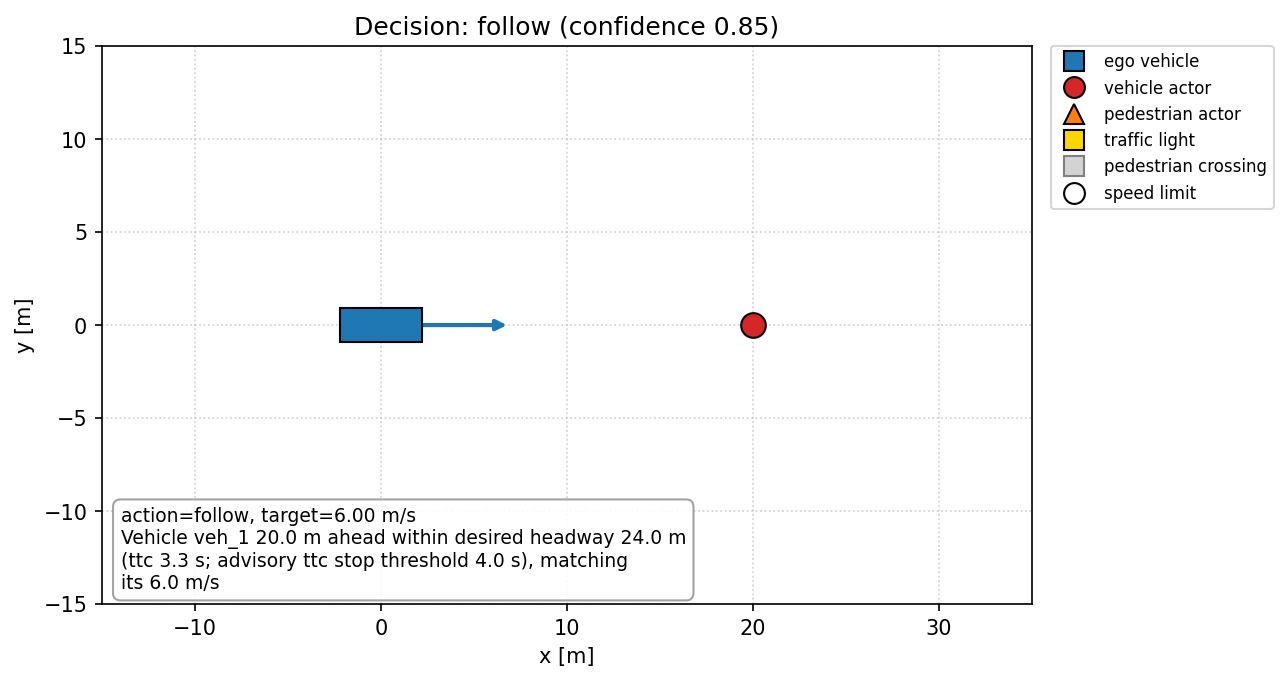 Decision: follow (confidence 0.85)
15
10
5
0
−5
−10
−15
y [m]
−10
0
10
20
30
x [m]
ego vehicle
vehicle actor
pedestrian actor
traffic light
pedestrian crossing
speed limit
action=follow, target=6.00 m/s
Vehicle veh_1 20.0 m ahead within desired headway 24.0 m
(ttc 3.3 s; advisory ttc stop threshold 4.0 s), matching
its 6.0 m/s